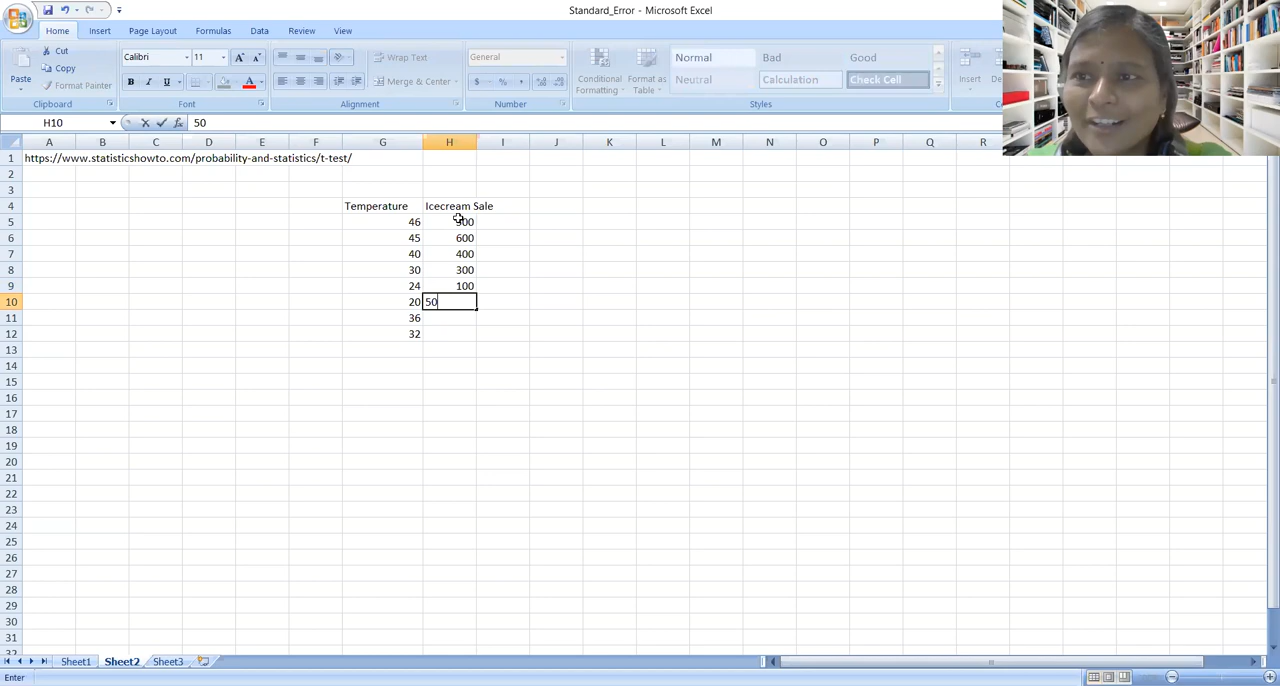 Standard_Error - Microsoft Excel
Home Insert Page Layout Formulas Data Review View
Paste
Cut
Copy
Format Painter
Clipboard
Calibri 11
B I U
Font
Wrap Text
Merge & Center
Alignment
General
Number
Conditional Formatting
Format as Table
Normal Bad Good
Neutral Calculation Check Cell
Styles
Insert
H10 50
A B C D E F G H I J K L M N O P Q R
1 https://www.statisticshowto.com/probability-and-statistics/t-test/
2
3
4 Temperature Icecream Sale
5 46
6 45 600
7 40 400
8 30 300
9 24 100
10 20 50
11 36
12 32
13
14
15
16
17
18
19
20
21
22
23
24
25
26
27
28
29
30
31
32
Sheet1 Sheet2 Sheet3
Enter